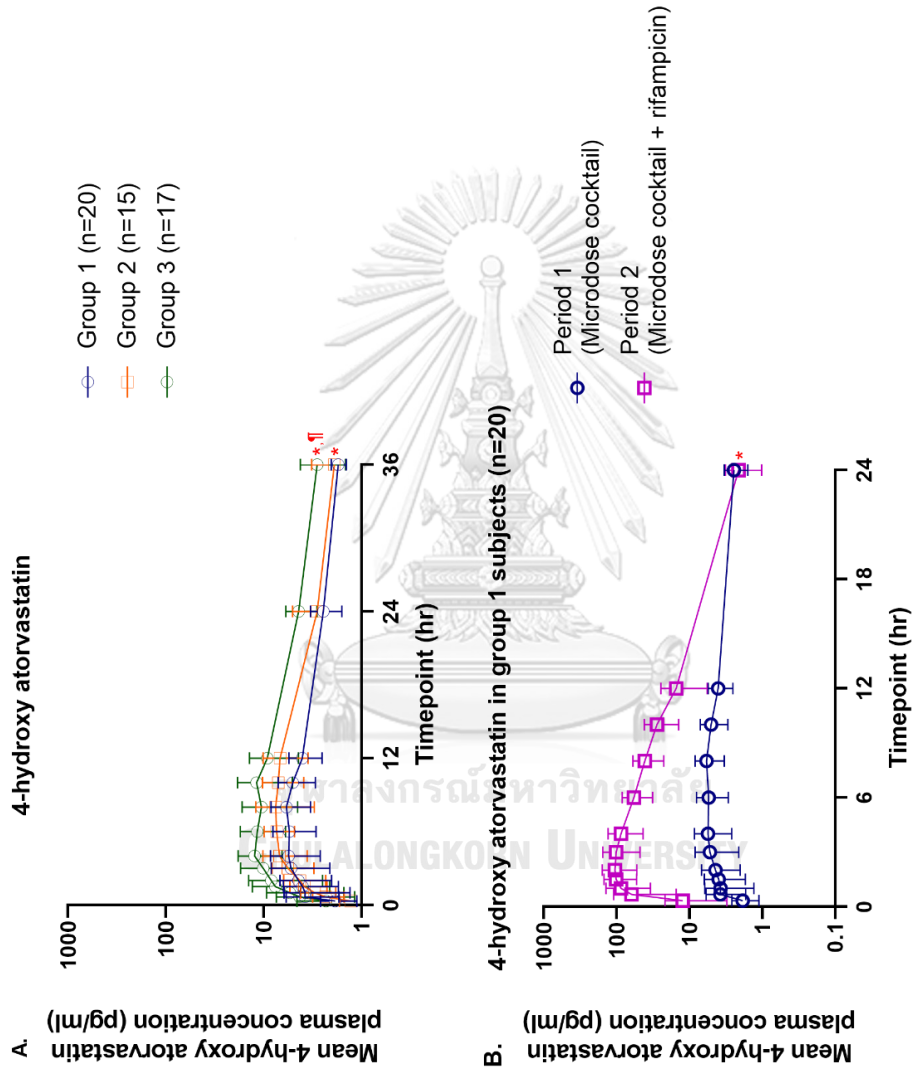 A.
4-hydroxy atorvastatin
Mean 4-hydroxy atorvastatin
plasma concentration (pg/ml)
1000
10
1
0
12
24
36
Timepoint (hr)
*,¶
*
Group 1 (n=20)
Group 2 (n=15)
Group 3 (n=17)
จุฬาลงกรณ์มหาวิทยาลัย
CHULALONGKORN UNIVERSITY
B.
4-hydroxy atorvastatin in group 1 subjects (n=20)
Mean 4-hydroxy atorvastatin
plasma concentration (pg/ml)
1000
100
10
1
0.1
0
6
12
18
24
Timepoint (hr)
*
Period 1
(Microdose cocktail)
Period 2
(Microdose cocktail + rifampicin)